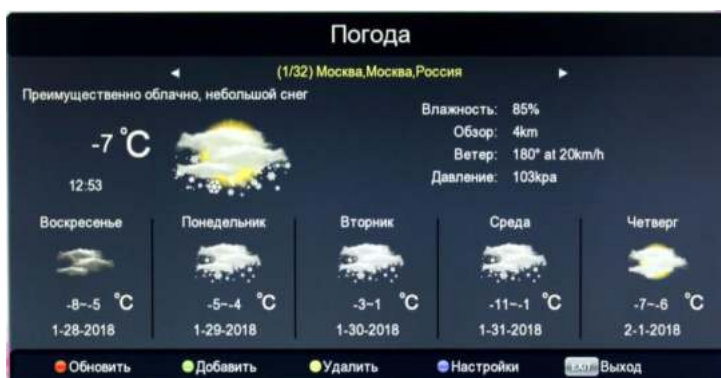 Погода
(1/32) Москва,Москва,Россия
Преимущественно облачно, небольшой снег
-7 °C
12:53
Влажность: 85%
Обзор: 4km
Ветер: 180° at 20km/h
Давление: 103kpa
Воскресенье Понедельник Вторник Среда Четверг
-8~-5 °C -5~-4 °C -3~1 °C -11~-1 °C -7~-6 °C
1-28-2018 1-29-2018 1-30-2018 1-31-2018 2-1-2018
Обновить Добавить Удалить Настройки EXIT Выход